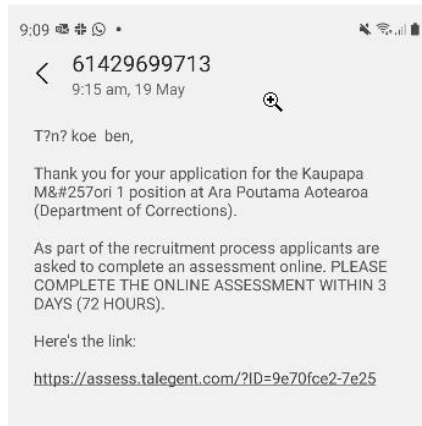 9:09
61429699713
9:15 am, 19 May
T?n? koe ben,
Thank you for your application for the Kaupapa
M&#257ori 1 position at Ara Poutama Aotearoa
(Department of Corrections).
As part of the recruitment process applicants are
asked to complete an assessment online. PLEASE
COMPLETE THE ONLINE ASSESSMENT WITHIN 3
DAYS (72 HOURS).
Here's the link:
https://assess.talegent.com/?ID=9e70fce2-7e25